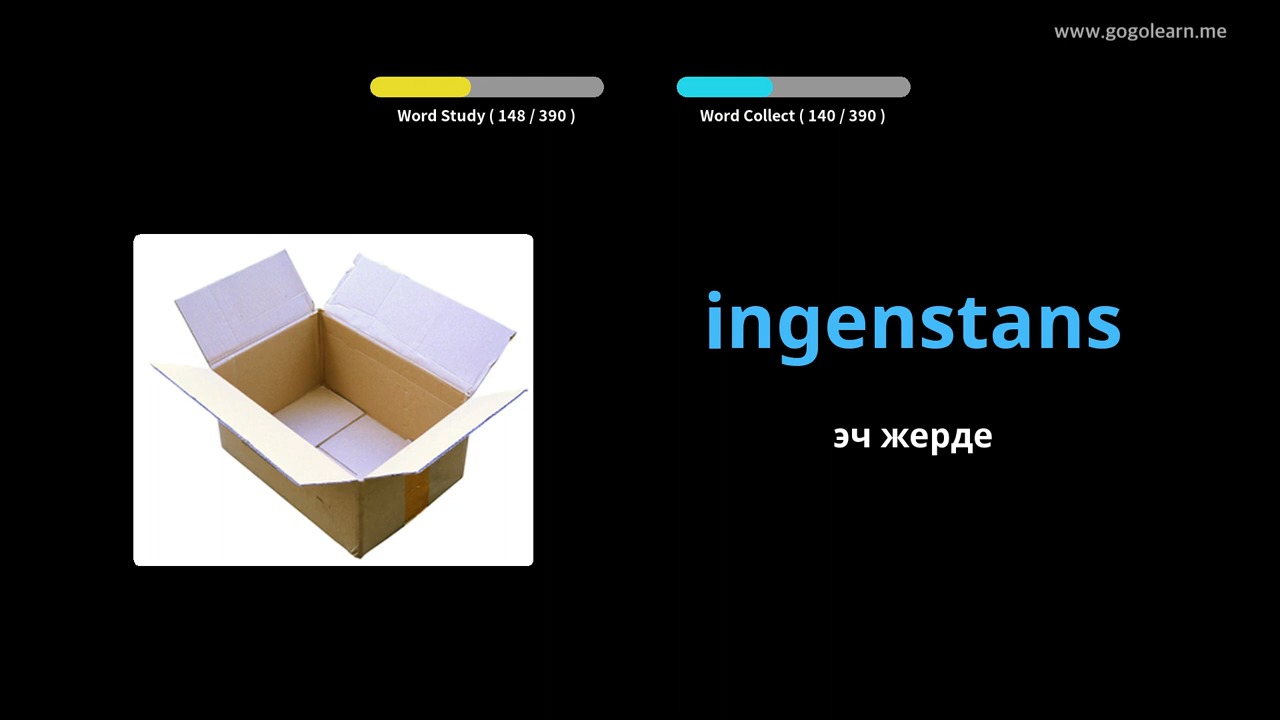 www.gogolearn.me
Word Study ( 148 / 390 )
Word Collect ( 140 / 390 )
ingenstans
эч жерде